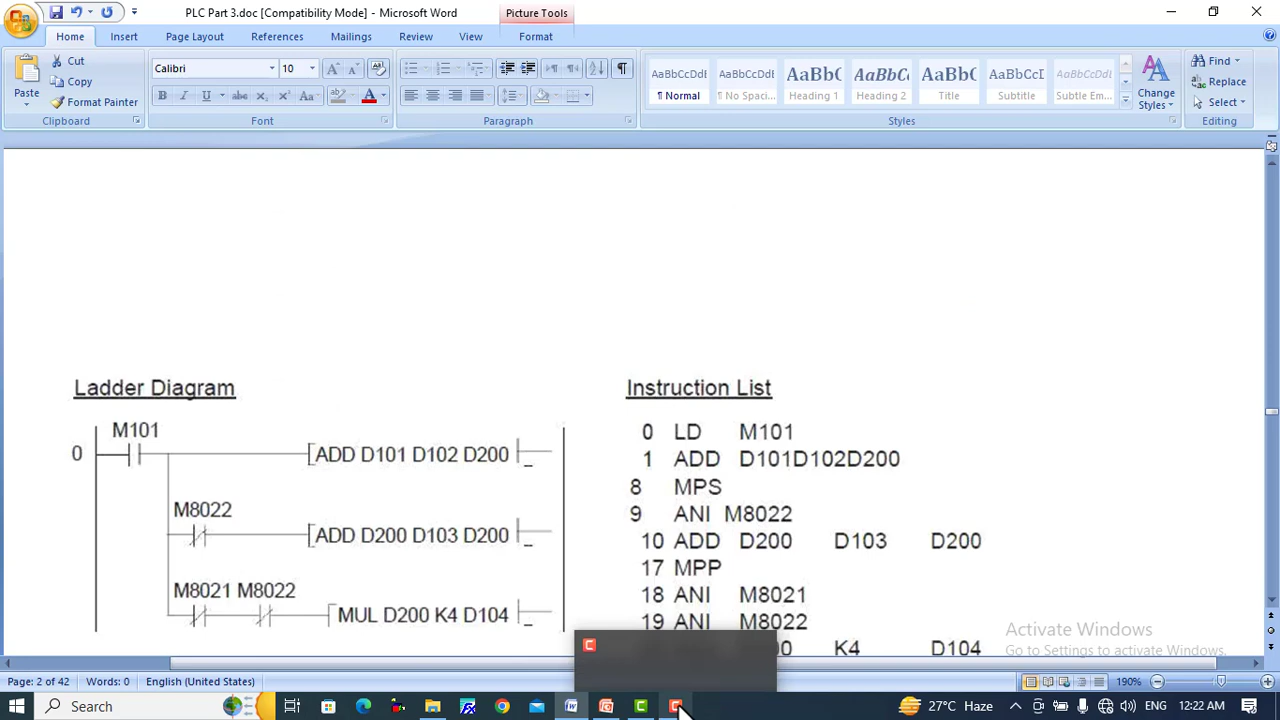 PLC Part 3.doc [Compatibility Mode] - Microsoft Word
Picture Tools
Home
Insert
Page Layout
References
Mailings
Review
View
Format
Paste
Cut
Copy
Format Painter
Clipboard
Calibri
10
Font
Paragraph
AaBbCcDdE
¶ Normal
AaBbCcDdE
¶ No Spaci...
AaBbC
Heading 1
AaBbCc
Heading 2
AaBbC
Title
AaBbCcD
Subtitle
AaBbCcDd
Subtle Em...
Change
Styles
Styles
Find
Replace
Select
Editing
Ladder Diagram
M101
0
[ADD D101 D102 D200
M8022
[ADD D200 D103 D200
M8021 M8022
MUL D200 K4 D104
Instruction List
0 LD M101
1 ADD D101D102D200
8 MPS
9 ANI M8022
10 ADD D200 D103 D200
17 MPP
18 ANI M8021
19 ANI M8022
00 K4 D104
Activate Windows
Go to Settings to activate Windows.
Page: 2 of 42
Words: 0
English (United States)
190%
Search
27°C Haze
ENG
12:22 AM